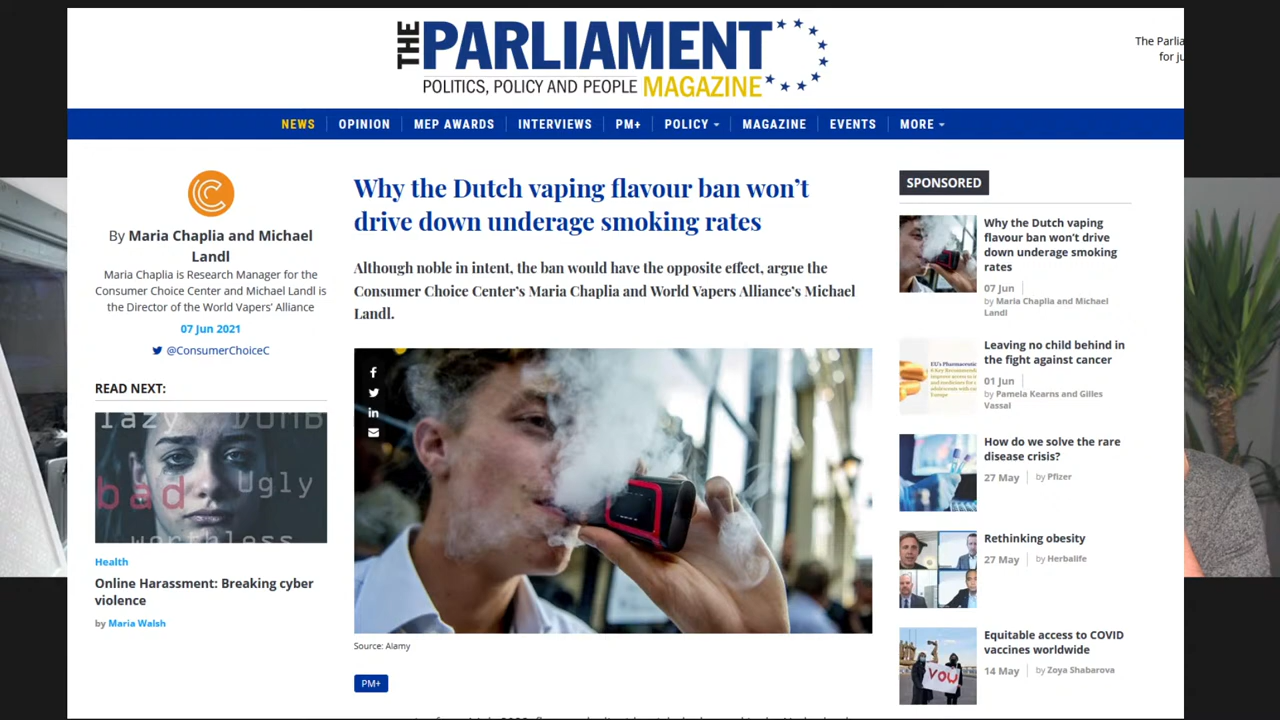 THE PARLIAMENT
POLITICS, POLICY AND PEOPLE MAGAZINE
The Parlia
for ju
NEWS OPINION MEP AWARDS INTERVIEWS PM+ POLICY MAGAZINE EVENTS MORE
By Maria Chaplia and Michael
Landl
Maria Chaplia is Research Manager for the
Consumer Choice Center and Michael Landl is
the Director of the World Vapers' Alliance
07 Jun 2021
@ConsumerChoiceC
READ NEXT:
lazy DUMB
bad Ugly
worthless
Health
Online Harassment: Breaking cyber
violence
by Maria Walsh
Why the Dutch vaping flavour ban won't
drive down underage smoking rates
Although noble in intent, the ban would have the opposite effect, argue the
Consumer Choice Center's Maria Chaplia and World Vapers Alliance's Michael
Landl.
Source: Alamy
PM+
SPONSORED
Why the Dutch vaping
flavour ban won't drive
down underage smoking
rates
07 Jun
by Maria Chaplia and Michael
Landl
Leaving no child behind in
the fight against cancer
01 Jun
by Pamela Kearns and Gilles
Vassal
How do we solve the rare
disease crisis?
27 May by Pfizer
Rethinking obesity
27 May by Herbalife
Equitable access to COVID
vaccines worldwide
14 May by Zoya Shabarova